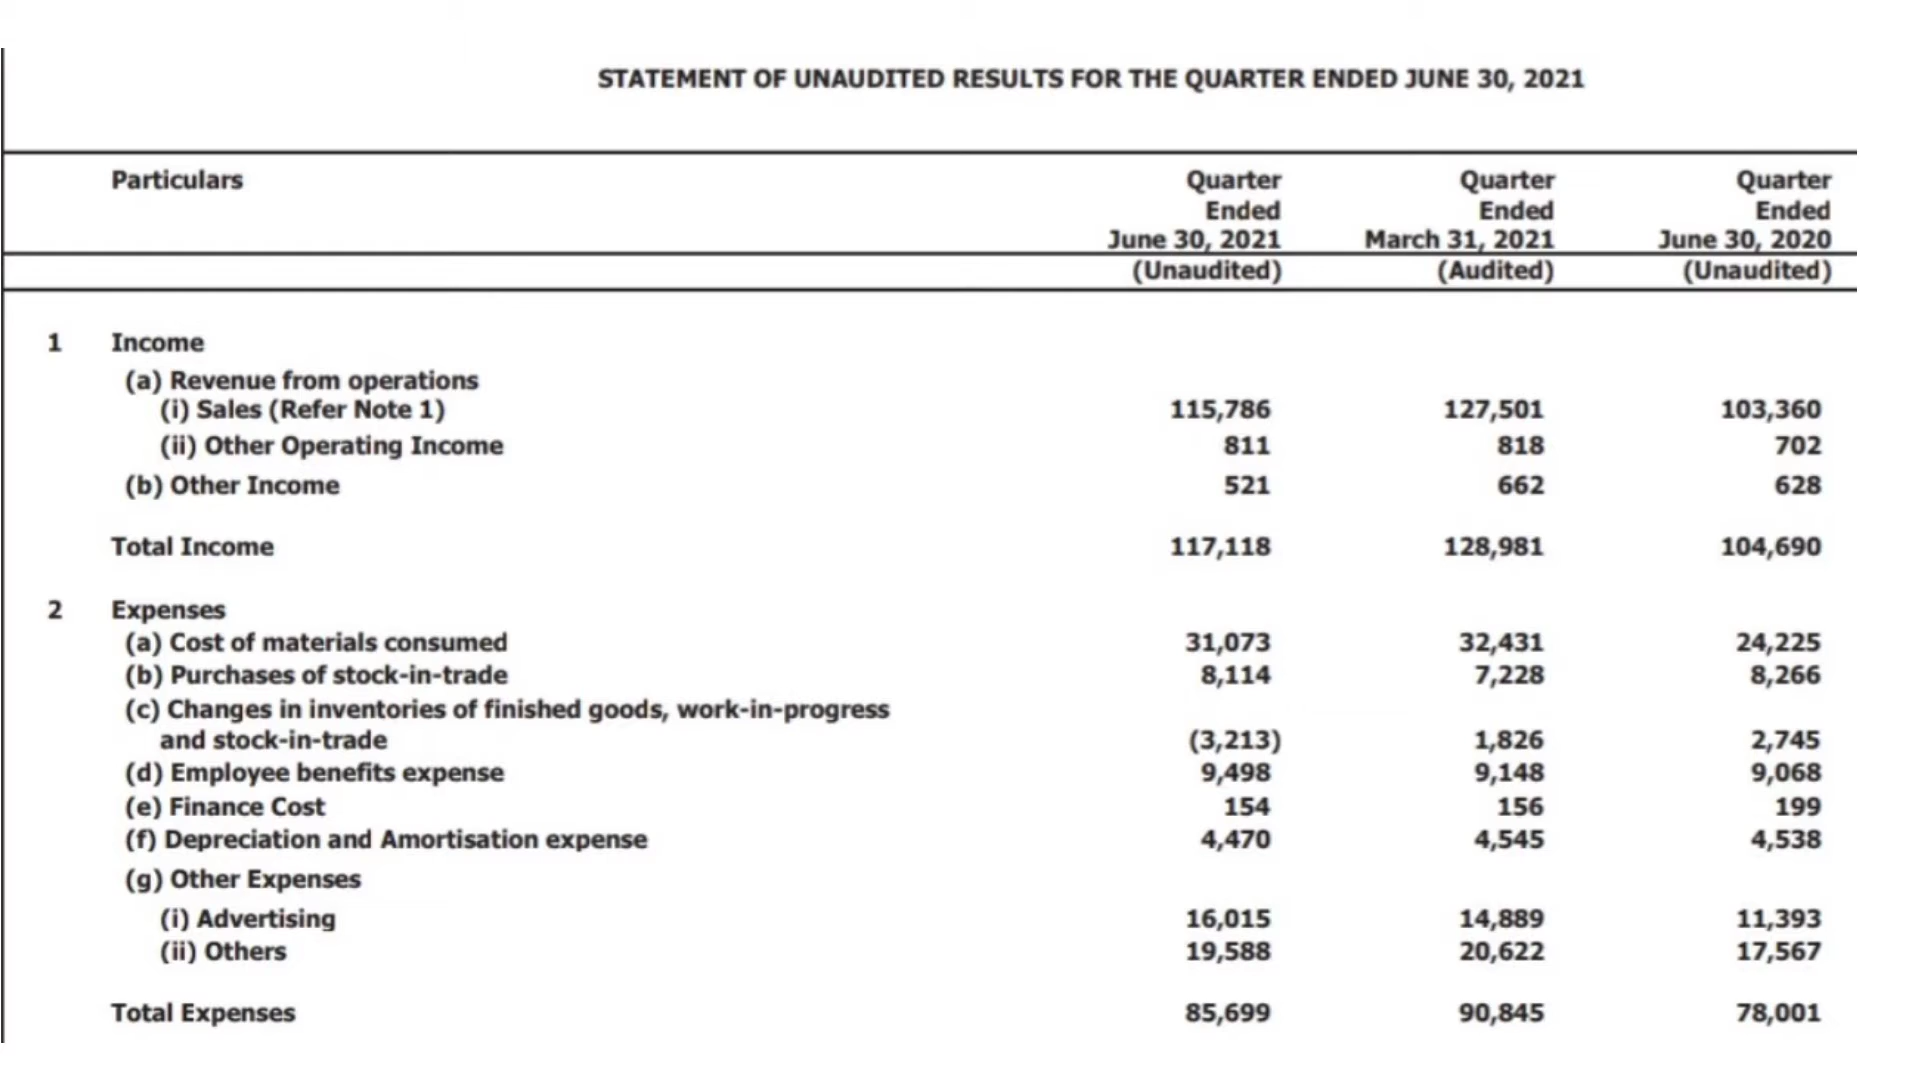 STATEMENT OF UNAUDITED RESULTS FOR THE QUARTER ENDED JUNE 30, 2021
Particulars Quarter Quarter Quarter
Ended Ended Ended
June 30, 2021 March 31, 2021 June 30, 2020
(Unaudited) (Audited) (Unaudited)
1 Income
(a) Revenue from operations
(i) Sales (Refer Note 1) 115,786 127,501 103,360
(ii) Other Operating Income 811 818 702
(b) Other Income 521 662 628
Total Income 117,118 128,981 104,690
2 Expenses
(a) Cost of materials consumed 31,073 32,431 24,225
(b) Purchases of stock-in-trade 8,114 7,228 8,266
(c) Changes in inventories of finished goods, work-in-progress
and stock-in-trade (3,213) 1,826 2,745
(d) Employee benefits expense 9,498 9,148 9,068
(e) Finance Cost 154 156 199
(f) Depreciation and Amortisation expense 4,470 4,545 4,538
(g) Other Expenses
(i) Advertising 16,015 14,889 11,393
(ii) Others 19,588 20,622 17,567
Total Expenses 85,699 90,845 78,001